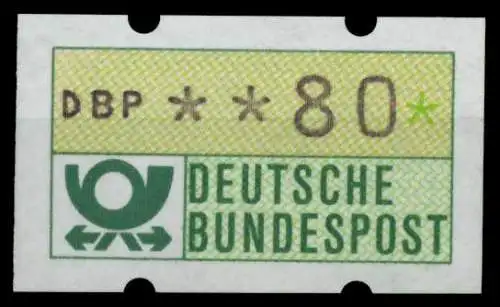 DBP **80*
DEUTSCHE
BUNDESPOST